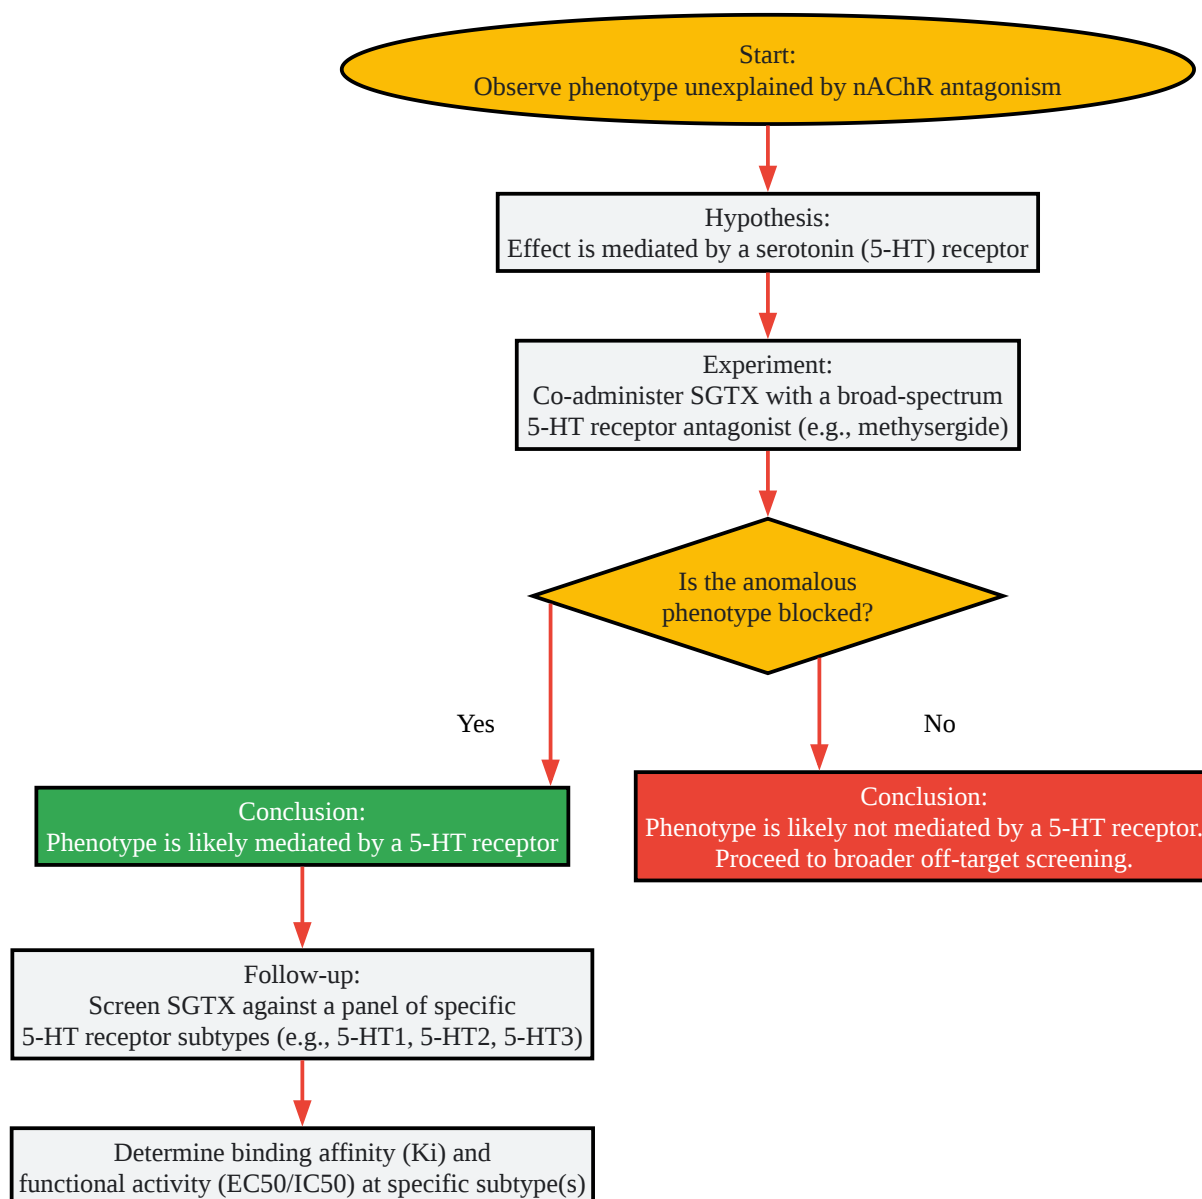 Start:
Observe phenotype unexplained by nAChR antagonism
Hypothesis:
Effect is mediated by a serotonin (5-HT) receptor
Experiment:
Co-administer SGTX with a broad-spectrum
5-HT receptor antagonist (e.g., methysergide)
Is the anomalous
phenotype blocked?
Yes
No
Conclusion:
Phenotype is likely mediated by a 5-HT receptor
Conclusion:
Phenotype is likely not mediated by a 5-HT receptor.
Proceed to broader off-target screening.
Follow-up:
Screen SGTX against a panel of specific
5-HT receptor subtypes (e.g., 5-HT1, 5-HT2, 5-HT3)
Determine binding affinity (Ki) and
functional activity (EC50/IC50) at specific subtype(s)